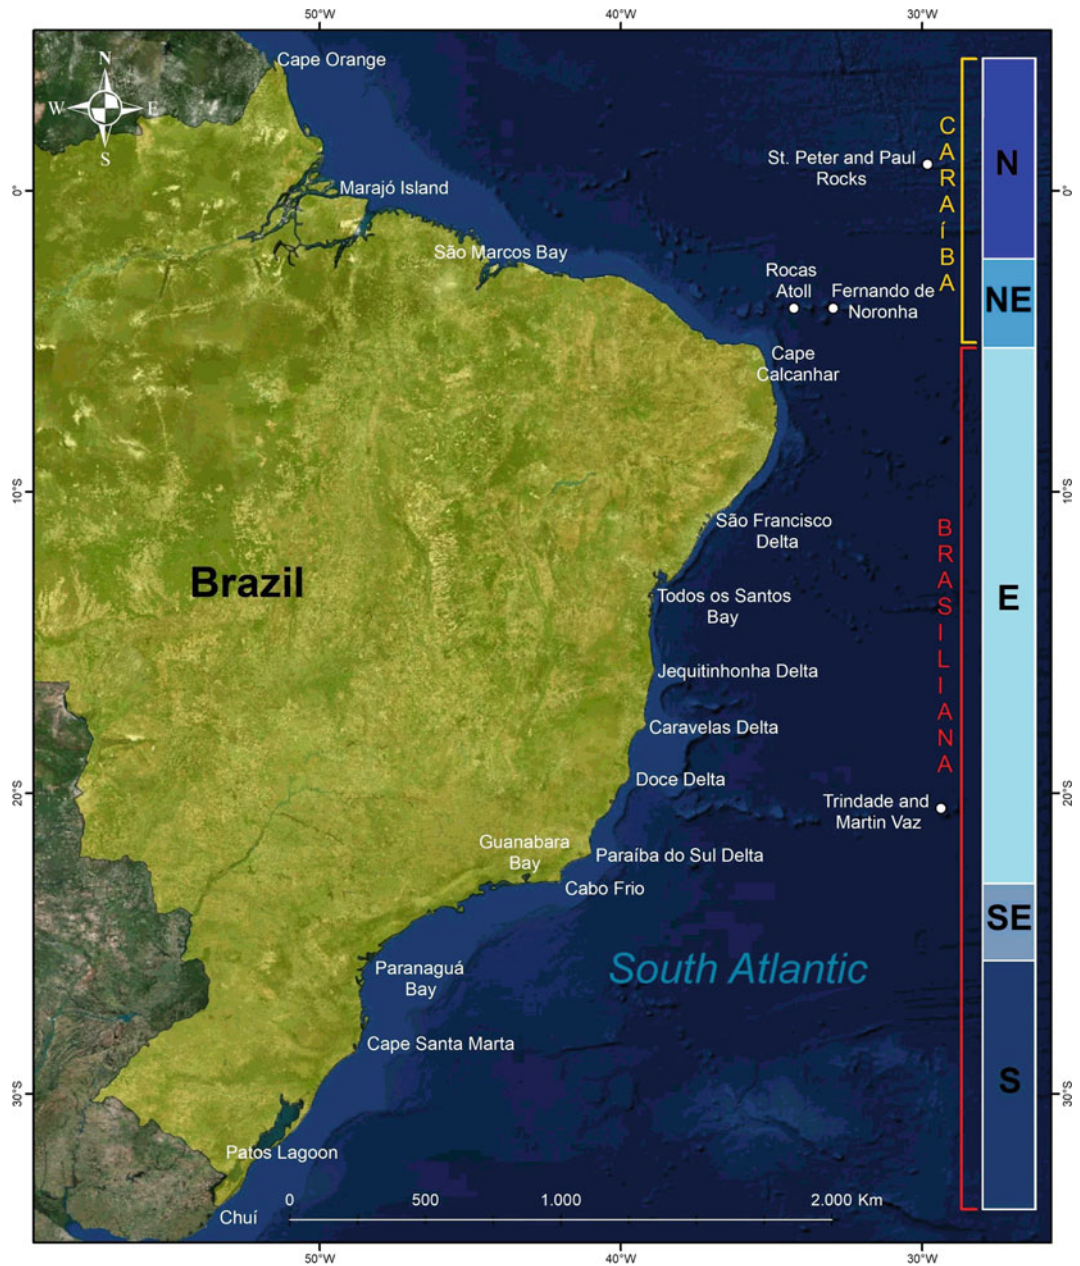 50°W
40°W
30°W
N
W
E
S
Cape Orange
CARAíBA
N
St. Peter and Paul
Rocks
0°
0°
Marajó Island
São Marcos Bay
Rocas
Atoll
Fernando de
Noronha
NE
Cape
Calcanhar
10°S
10°S
São Francisco
Delta
BRASILIANA
Brazil
Todos os Santos
Bay
E
Jequitinhonha Delta
Caravelas Delta
Doce Delta
20°S
20°S
Trindade and
Martin Vaz
Guanabara
Bay
Paraíba do Sul Delta
Cabo Frio
SE
Paranaguá
Bay
South Atlantic
Cape Santa Marta
S
30°S
30°S
Patos Lagoon
Chuí
0
500
1.000
2.000 Km
50°W
40°W
30°W